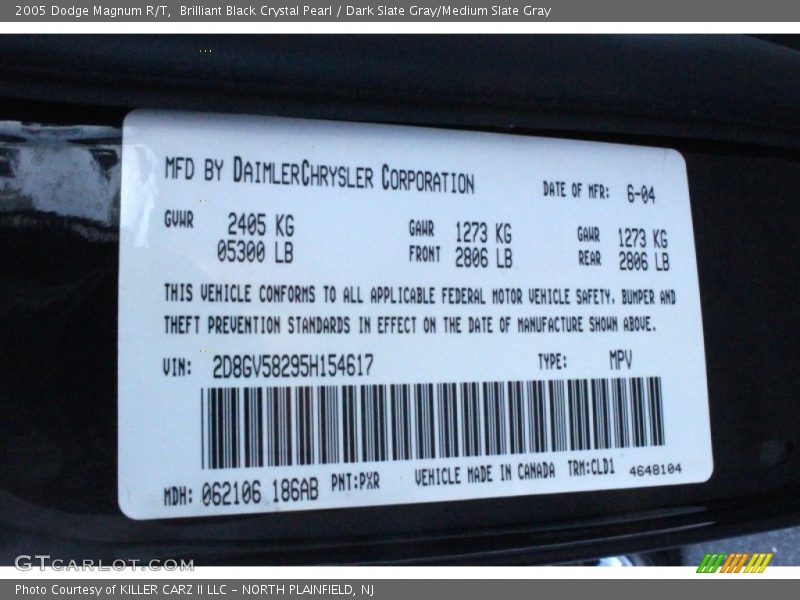 2005 Dodge Magnum R/T,  Brilliant Black Crystal Pearl / Dark Slate Gray/Medium Slate Gray
MFD BY DAIMLERCHRYSLER CORPORATION DATE OF MFR: 6-04
GVWR 2405 KG GAWR 1273 KG GAWR 1273 KG
05300 LB FRONT 2806 LB REAR 2806 LB
THIS VEHICLE CONFORMS TO ALL APPLICABLE FEDERAL MOTOR VEHICLE SAFETY, BUMPER AND
THEFT PREVENTION STANDARDS IN EFFECT ON THE DATE OF MANUFACTURE SHOWN ABOVE.
VIN: 2D8GV58295H154617 TYPE: MPV
MDH: 062106 186AB PNT:PXR VEHICLE MADE IN CANADA TRM:CLD1 4648104
GTCARLOT.COM
Photo Courtesy of KILLER CARZ II LLC - NORTH PLAINFIELD, NJ